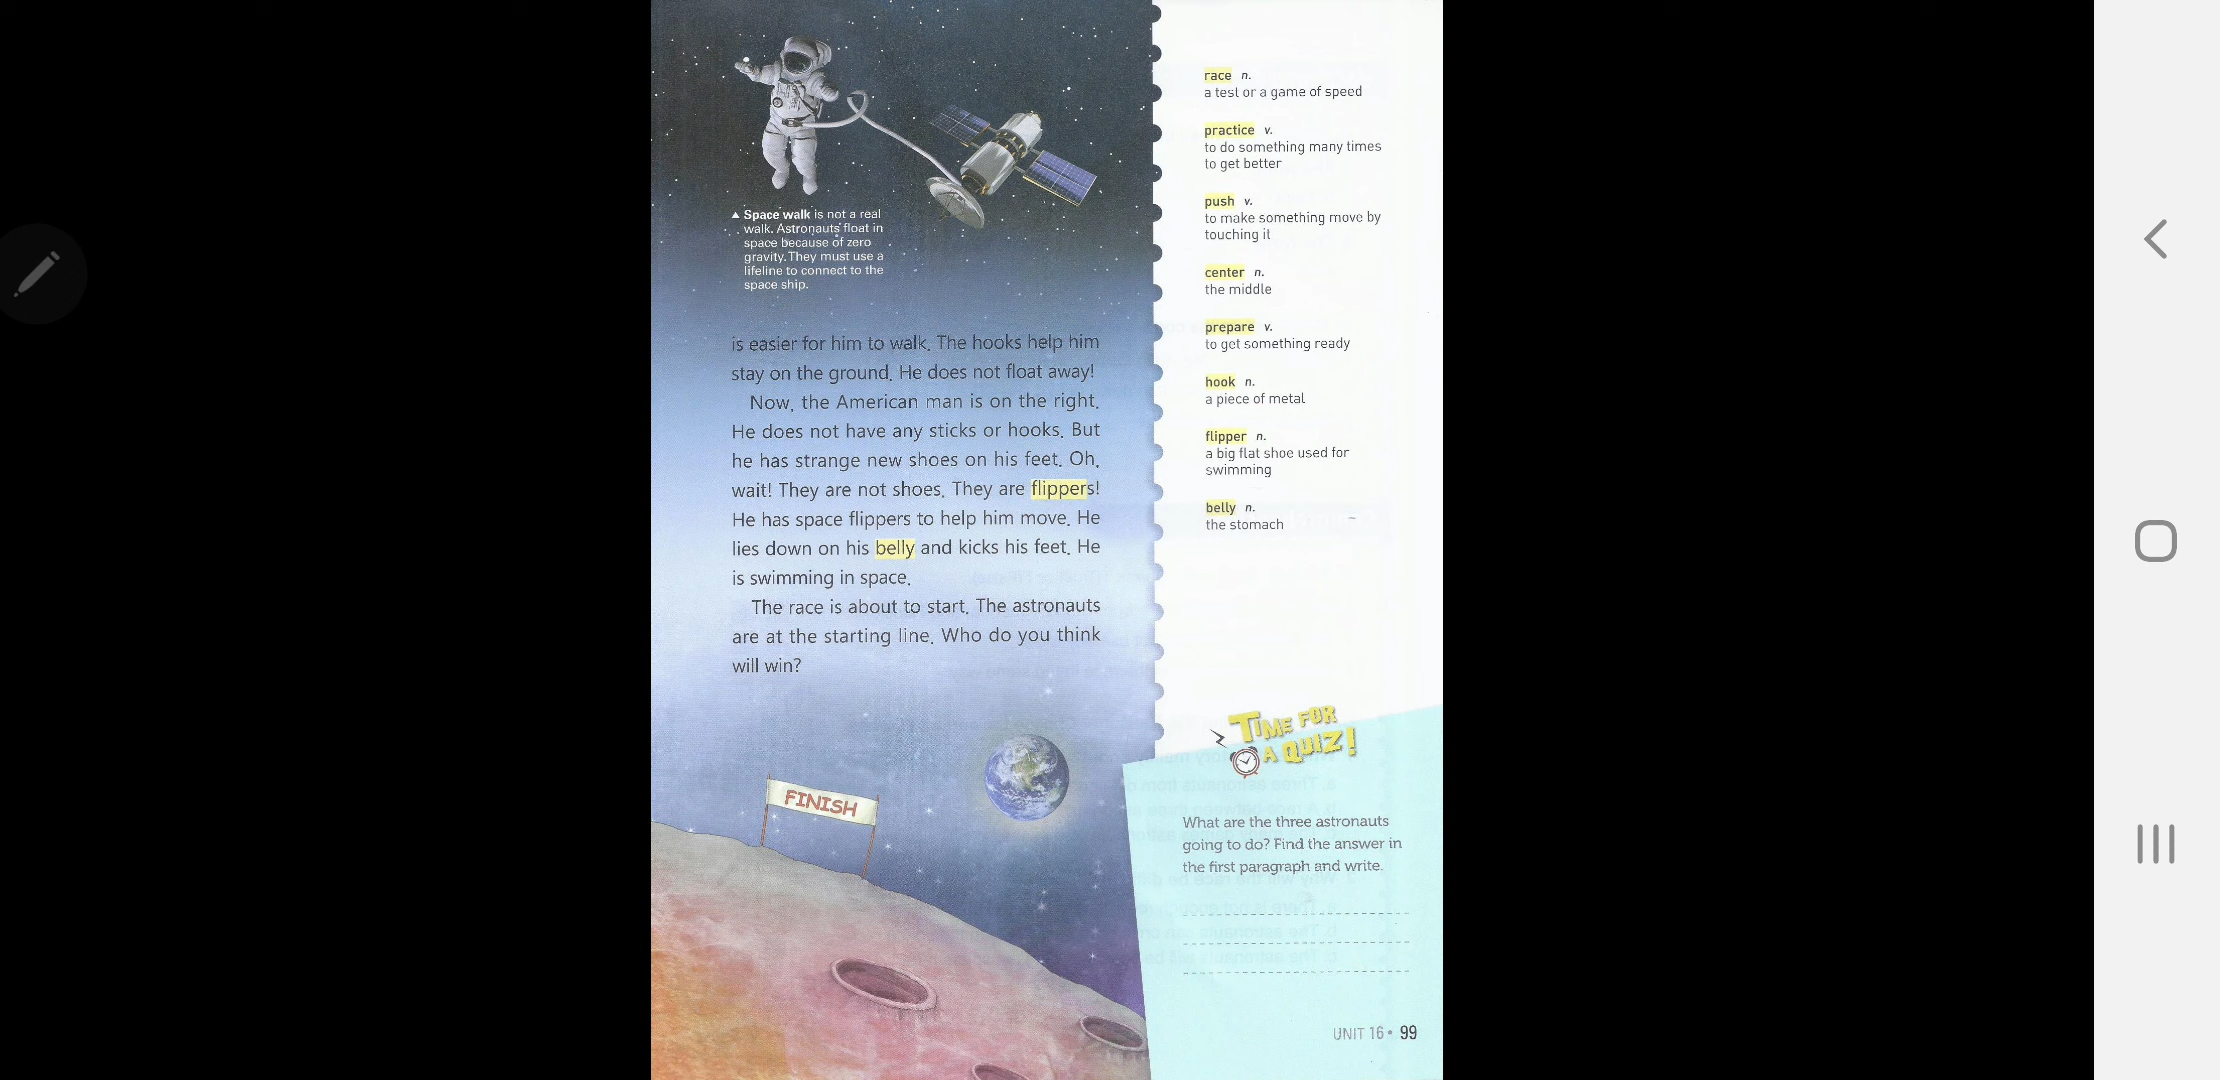 ▲ Space walk is not a real
walk. Astronauts float in
space because of zero
gravity. They must use a
lifeline to connect to the
space ship.
is easier for him to walk. The hooks help him
stay on the ground. He does not float away!
Now, the American man is on the right.
He does not have any sticks or hooks. But
he has strange new shoes on his feet. Oh,
wait! They are not shoes. They are flippers!
He has space flippers to help him move. He
lies down on his belly and kicks his feet. He
is swimming in space.
The race is about to start. The astronauts
are at the starting line. Who do you think
will win?
FINISH
race n.
a test or a game of speed
practice v.
to do something many times
to get better
push v.
to make something move by
touching it
center n.
the middle
prepare v.
to get something ready
hook n.
a piece of metal
flipper n.
a big flat shoe used for
swimming
belly n.
the stomach
TIME FOR
A QUIZ!
What are the three astronauts
going to do? Find the answer in
the first paragraph and write.
UNIT 16 • 99